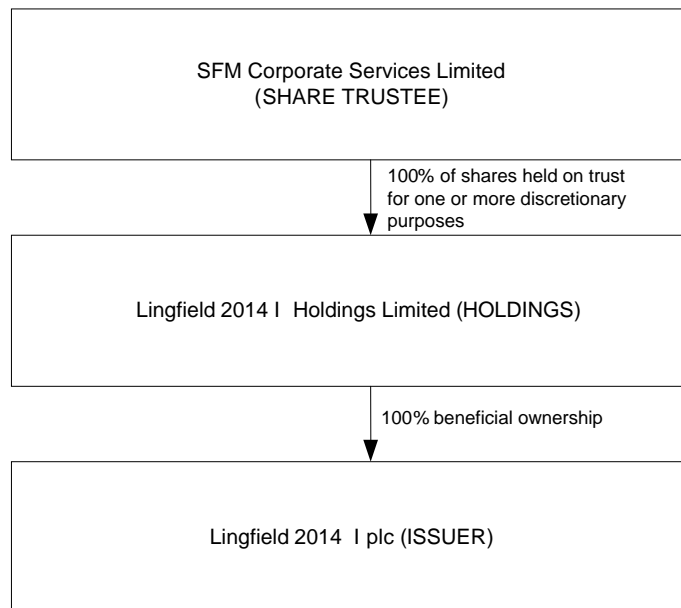 SFM Corporate Services Limited
(SHARE TRUSTEE)
100% of shares held on trust
for one or more discretionary
purposes
Lingfield 2014 I Holdings Limited (HOLDINGS)
100% beneficial ownership
Lingfield 2014 I plc (ISSUER)